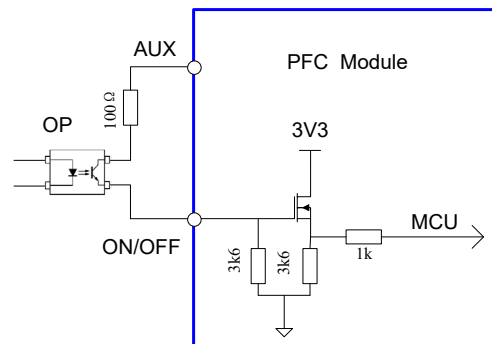 AUX
PFC Module
100Ω
OP
3V3
MCU
ON/OFF
3k6
3k6
1k